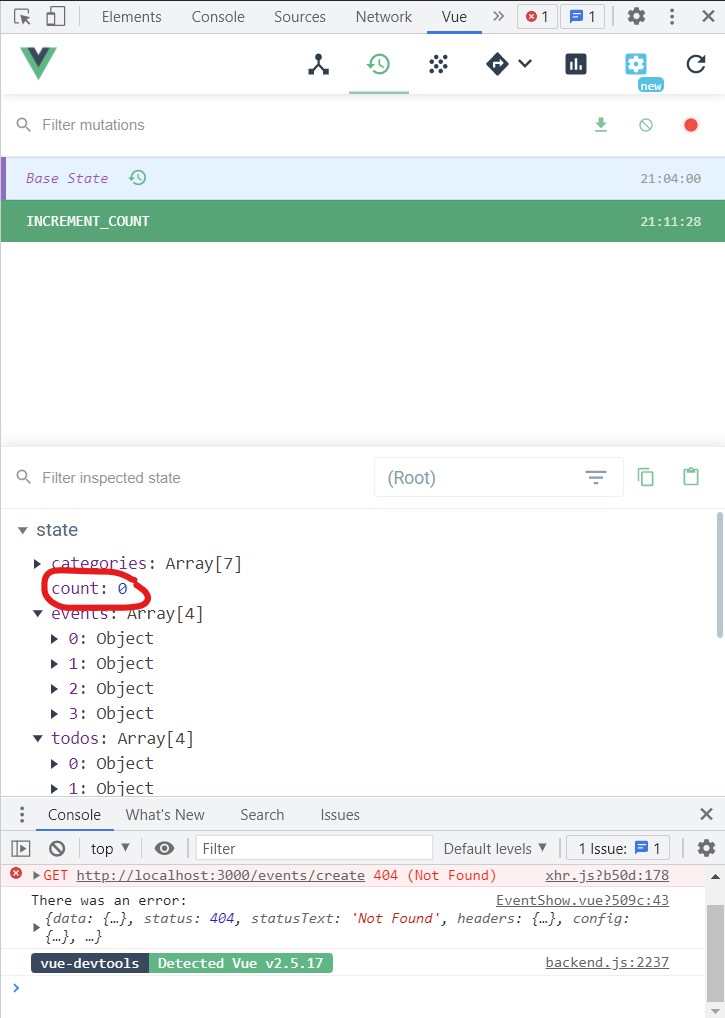 Elements Console Sources Network Vue » 1 1
new
Filter mutations
Base State 21:04:00
INCREMENT_COUNT 21:11:28
Filter inspected state (Root)
state
categories: Array[7]
count: 0
events: Array[4]
0: Object
1: Object
2: Object
3: Object
todos: Array[4]
0: Object
1: Object
Console What's New Search Issues
top Filter Default levels 1 Issue: 1
GET http://localhost:3000/events/create 404 (Not Found) xhr.js?b50d:178
There was an error: EventShow.vue?509c:43
{data: {…}, status: 404, statusText: 'Not Found', headers: {…}, config:
{…}, …}
vue-devtools Detected Vue v2.5.17 backend.js:2237
>